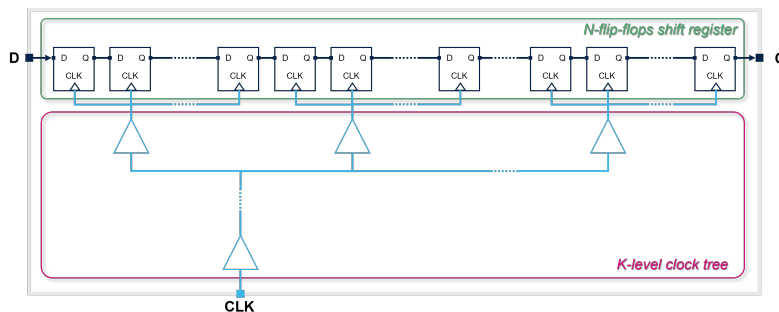 N-flip-flops shift register
D
D Q D Q D Q D Q D Q D Q D Q D Q D Q
CLK CLK CLK CLK CLK CLK CLK CLK CLK
K-level clock tree
CLK